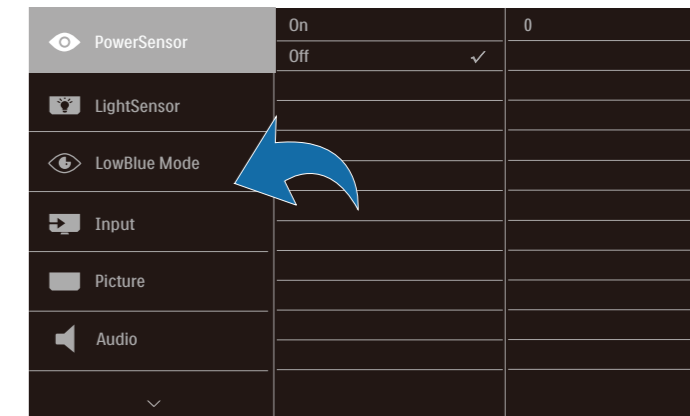 PowerSensor
On
0
Off
LightSensor
LowBlue Mode
Input
Picture
Audio